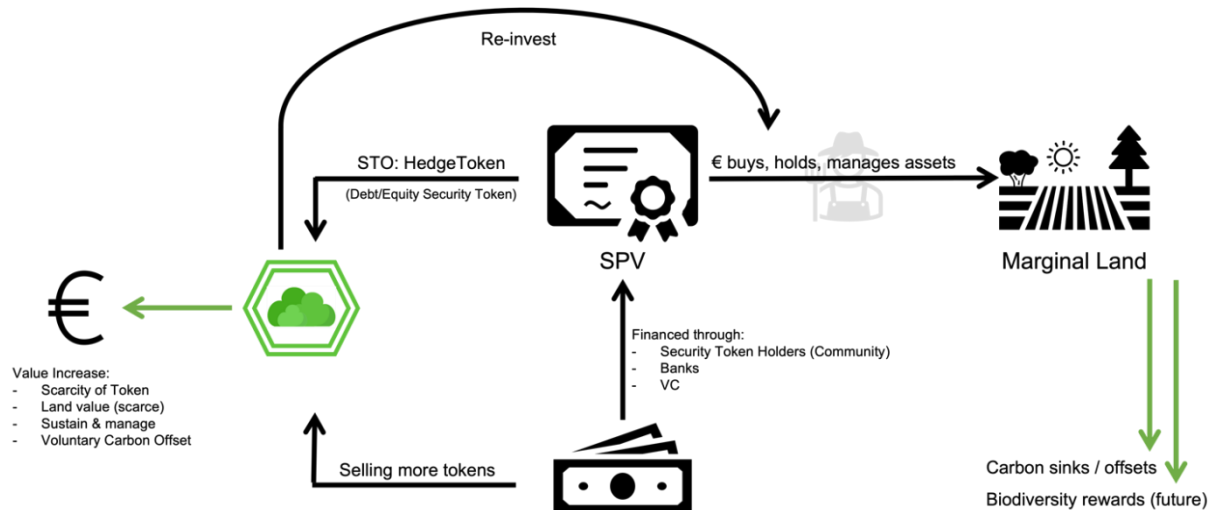 Re-invest
STO: HedgeToken
(Debt/Equity Security Token)
€ buys, holds, manages assets
SPV
Marginal Land
€
Value Increase:
- Scarcity of Token
- Land value (scarce)
- Sustain & manage
- Voluntary Carbon Offset
Financed through:
- Security Token Holders (Community)
- Banks
- VC
Selling more tokens
Carbon sinks / offsets
Biodiversity rewards (future)